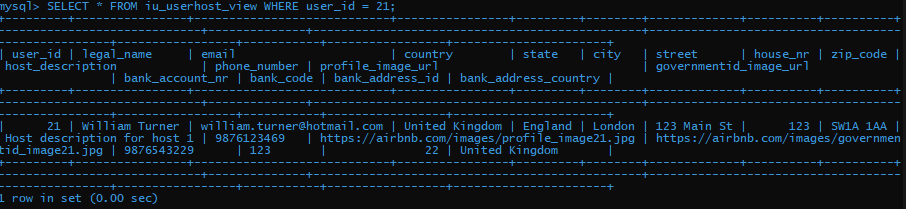 mysql> SELECT * FROM iu_userhost_view WHERE user_id = 21;
| user_id | legal_name | email | country | state | city | street | house_nr | zip_code |
host_description | phone_number | profile_image_url | governmentid_image_url
| bank_account_nr | bank_code | bank_address_id | bank_address_country |
| 21 | William Turner | william.turner@hotmail.com | United Kingdom | England | London | 123 Main St | 123 | SW1A 1AA |
Host description for host 1 | 9876123469 | https://airbnb.com/images/profile_image21.jpg | https://airbnb.com/images/governmen
tid_image21.jpg | 9876543229 | 123 | 22 | United Kingdom |
1 row in set (0.00 sec)